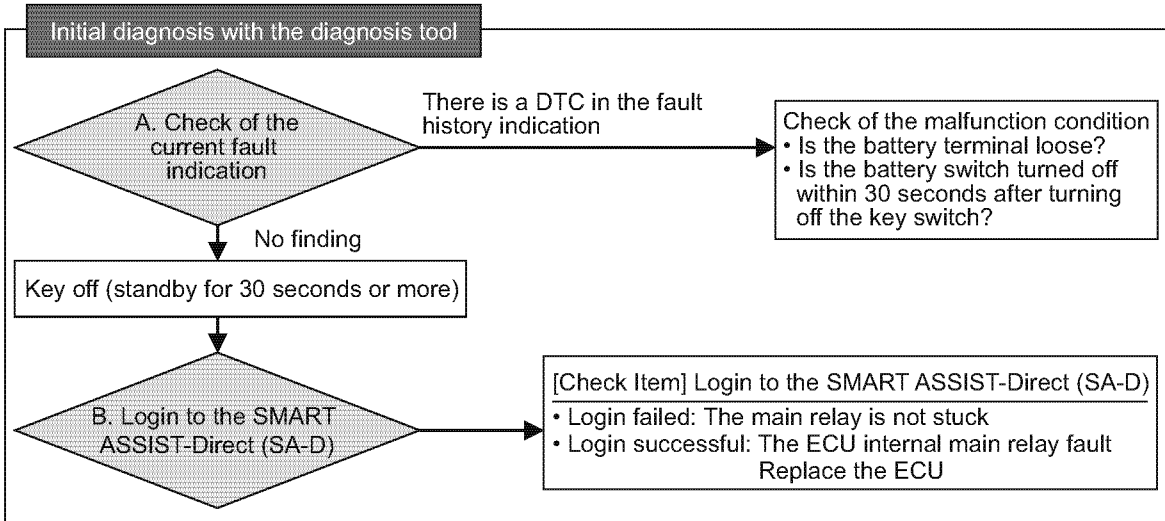 Initial diagnosis with the diagnosis tool
A. Check of the
current fault
indication
There is a DTC in the fault
history indication
Check of the malfunction condition
• Is the battery terminal loose?
• Is the battery switch turned off
within 30 seconds after turning
off the key switch?
No finding
Key off (standby for 30 seconds or more)
B. Login to the SMART
ASSIST-Direct (SA-D)
[Check Item] Login to the SMART ASSIST-Direct (SA-D)
• Login failed: The main relay is not stuck
• Login successful: The ECU internal main relay fault
Replace the ECU